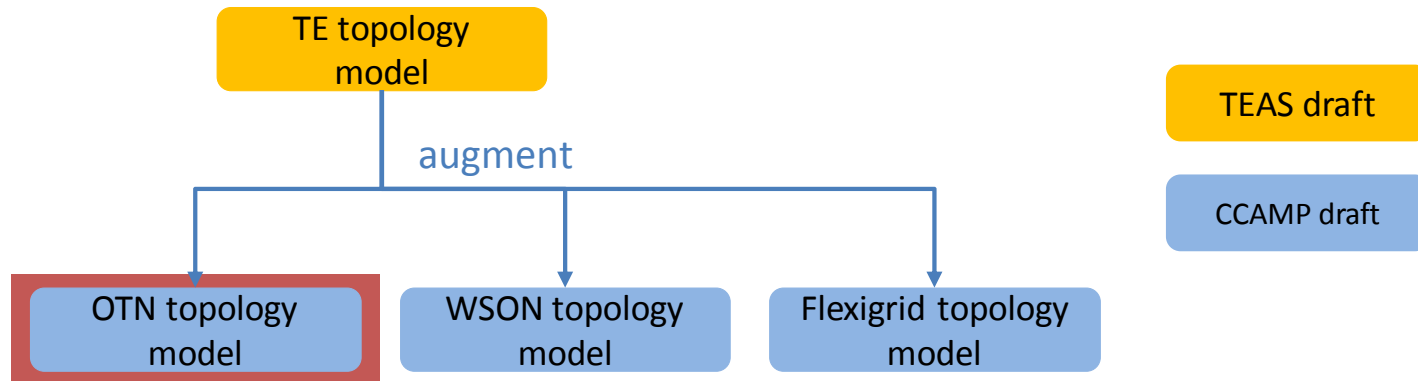 TE topology
model
TEAS draft
augment
CCAMP draft
OTN topology
model
WSON topology
model
Flexigrid topology
model